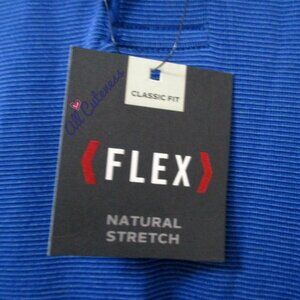 CLASSIC FIT
All Cuteness
FLEX
NATURAL
STRETCH